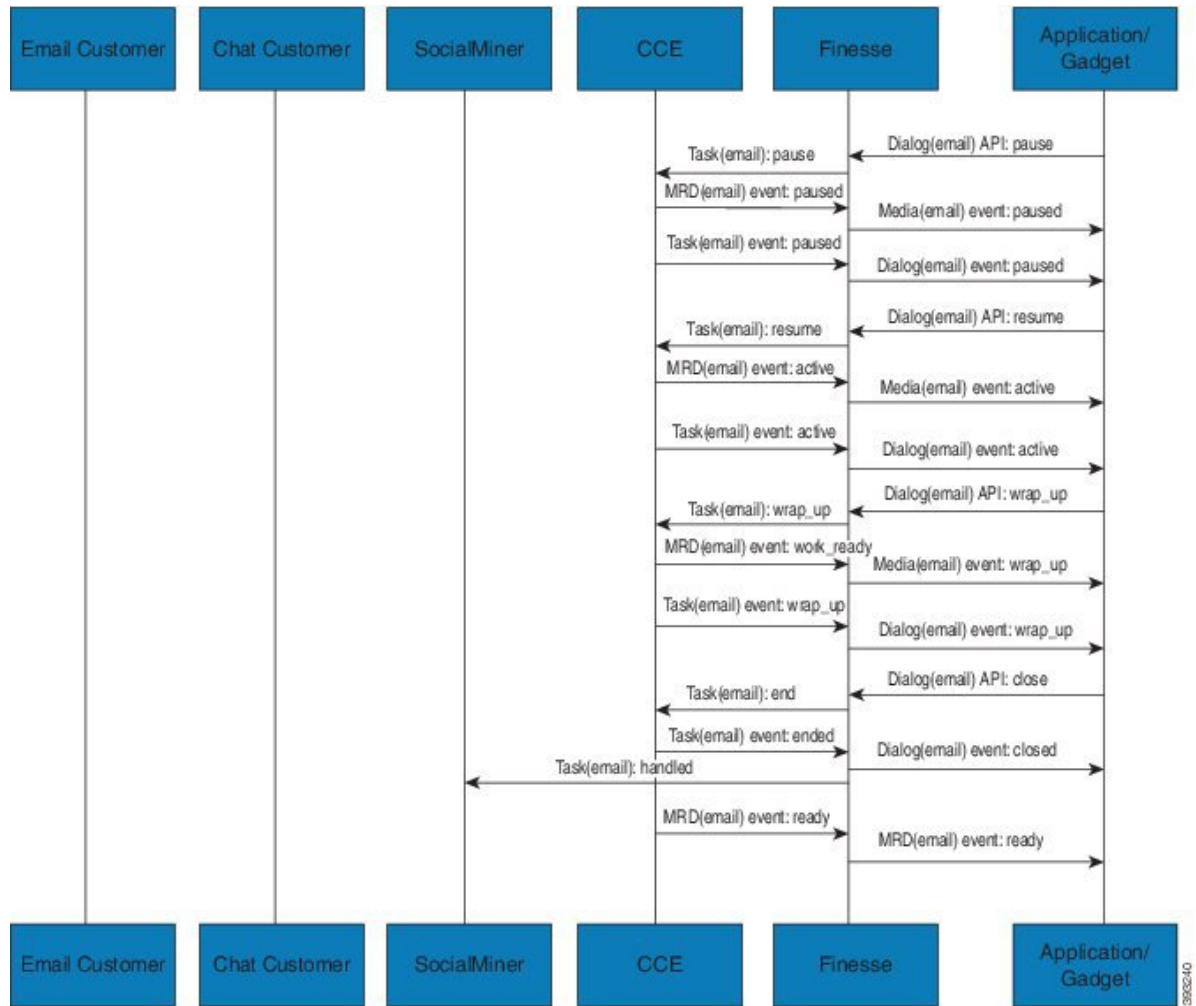 Email Customer
Chat Customer
SocialMiner
CCE
Finesse
Application/
Gadget
Dialog(email) API: pause
Task(email): pause
MRD(email) event: paused
Media(email) event: paused
Task(email) event: paused
Dialog(email) event: paused
Dialog(email) API: resume
Task(email): resume
MRD(email) event: active
Media(email) event: active
Task(email) event: active
Dialog(email) event: active
Dialog(email) API: wrap_up
Task(email): wrap_up
MRD(email) event: work_ready
Media(email) event: wrap_up
Task(email) event: wrap_up
Dialog(email) event: wrap_up
Dialog(email) API: close
Task(email): end
Task(email) event: ended
Dialog(email) event: closed
Task(email): handled
MRD(email) event: ready
MRD(email) event: ready
Email Customer
Chat Customer
SocialMiner
CCE
Finesse
Application/
Gadget